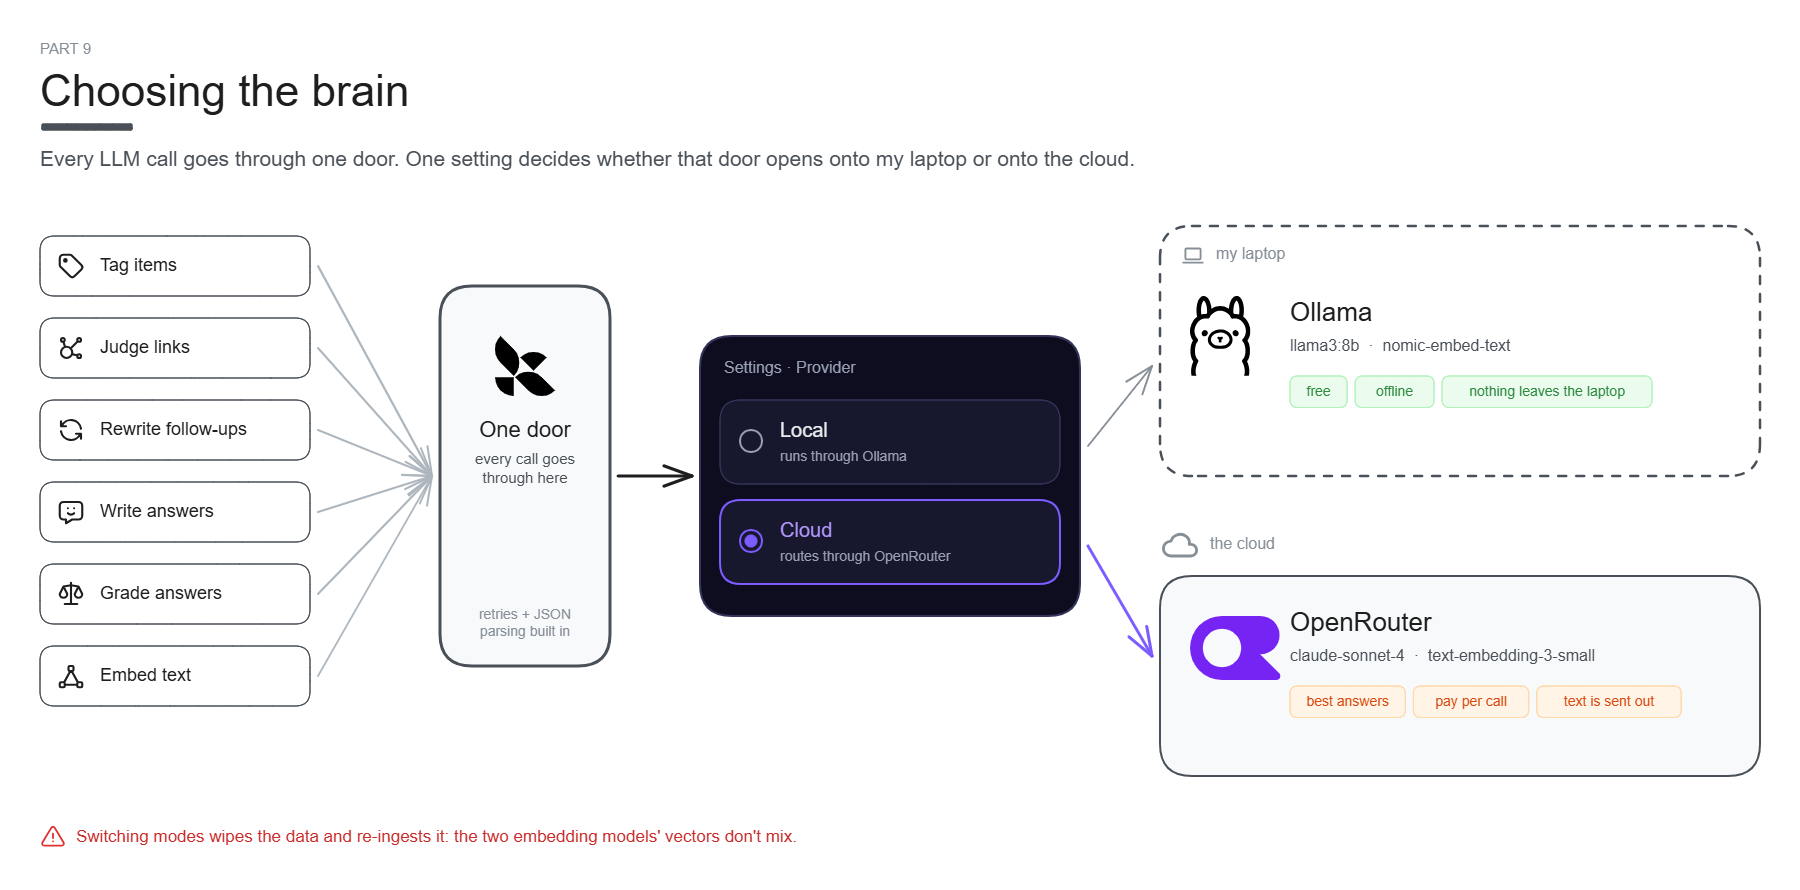 PART 9
Choosing the brain
Every LLM call goes through one door. One setting decides whether that door opens onto my laptop or onto the cloud.
Tag items
Judge links
Rewrite follow-ups
Write answers
Grade answers
Embed text
One door
every call goes
through here
retries + JSON
parsing built in
Settings · Provider
Local
runs through Ollama
Cloud
routes through OpenRouter
my laptop
Ollama
llama3:8b · nomic-embed-text
free
offline
nothing leaves the laptop
the cloud
OpenRouter
claude-sonnet-4 · text-embedding-3-small
best answers
pay per call
text is sent out
Switching modes wipes the data and re-ingests it: the two embedding models' vectors don't mix.